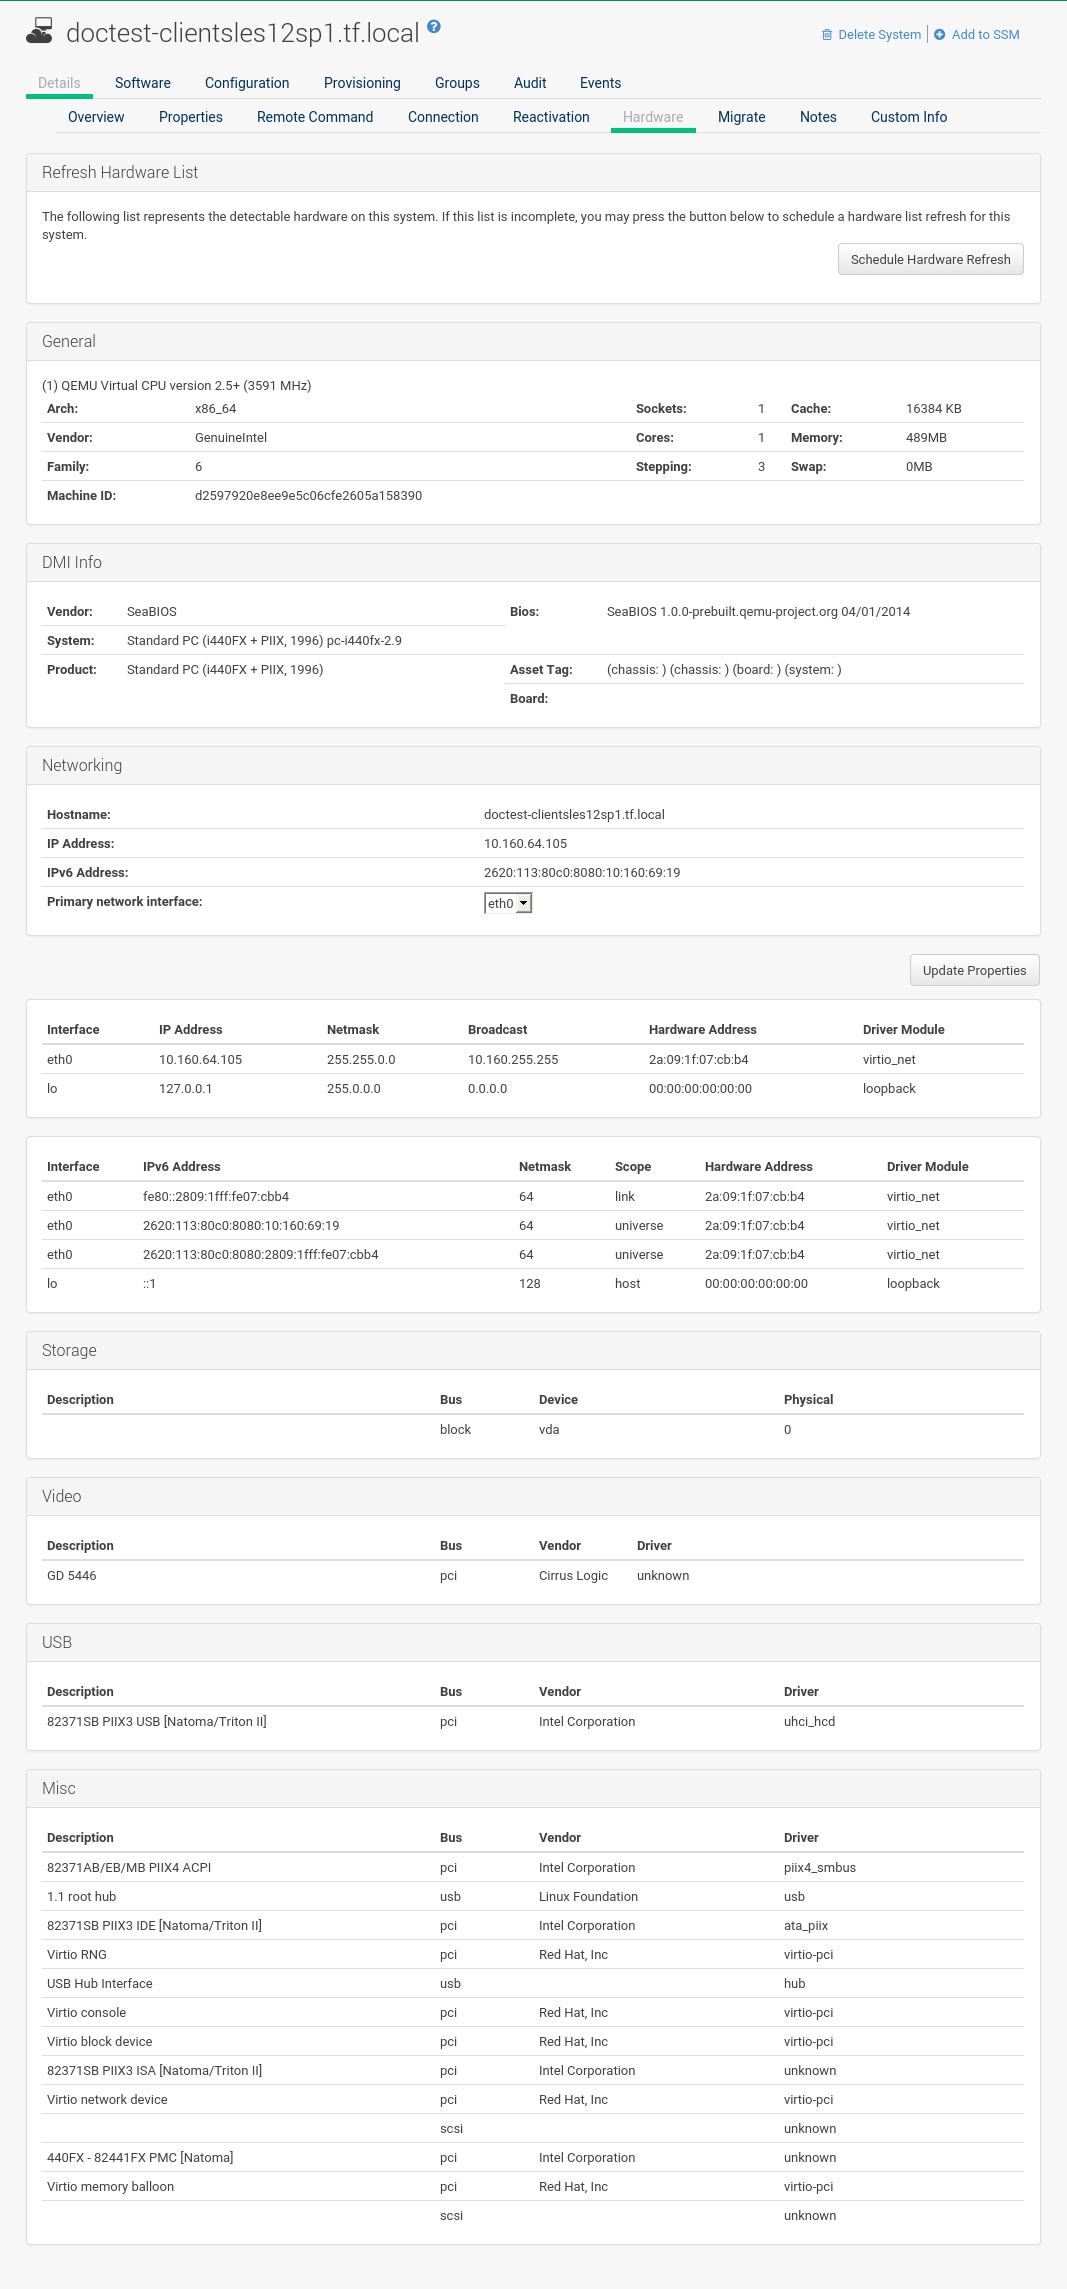 doctest-clientsles12sp1.tf.local ?
Delete System | Add to SSM
Details Software Configuration Provisioning Groups Audit Events
Overview Properties Remote Command Connection Reactivation Hardware Migrate Notes Custom Info
Refresh Hardware List
The following list represents the detectable hardware on this system. If this list is incomplete, you may press the button below to schedule a hardware list refresh for this
system.
Schedule Hardware Refresh
General
(1) QEMU Virtual CPU version 2.5+ (3591 MHz)
Arch: x86_64 Sockets: 1 Cache: 16384 KB
Vendor: GenuineIntel Cores: 1 Memory: 489MB
Family: 6 Stepping: 3 Swap: 0MB
Machine ID: d2597920e8ee9e5c06cfe2605a158390
DMI Info
Vendor: SeaBIOS Bios: SeaBIOS 1.0.0-prebuilt.qemu-project.org 04/01/2014
System: Standard PC (i440FX + PIIX, 1996) pc-i440fx-2.9
Product: Standard PC (i440FX + PIIX, 1996) Asset Tag: (chassis: ) (chassis: ) (board: ) (system: )
Board:
Networking
Hostname: doctest-clientsles12sp1.tf.local
IP Address: 10.160.64.105
IPv6 Address: 2620:113:80c0:8080:10:160:69:19
Primary network interface: eth0
Update Properties
Interface IP Address Netmask Broadcast Hardware Address Driver Module
eth0 10.160.64.105 255.255.0.0 10.160.255.255 2a:09:1f:07:cb:b4 virtio_net
lo 127.0.0.1 255.0.0.0 0.0.0.0 00:00:00:00:00:00 loopback
Interface IPv6 Address Netmask Scope Hardware Address Driver Module
eth0 fe80::2809:1fff:fe07:cbb4 64 link 2a:09:1f:07:cb:b4 virtio_net
eth0 2620:113:80c0:8080:10:160:69:19 64 universe 2a:09:1f:07:cb:b4 virtio_net
eth0 2620:113:80c0:8080:2809:1fff:fe07:cbb4 64 universe 2a:09:1f:07:cb:b4 virtio_net
lo ::1 128 host 00:00:00:00:00:00 loopback
Storage
Description Bus Device Physical
block vda 0
Video
Description Bus Vendor Driver
GD 5446 pci Cirrus Logic unknown
USB
Description Bus Vendor Driver
82371SB PIIX3 USB [Natoma/Triton II] pci Intel Corporation uhci_hcd
Misc
Description Bus Vendor Driver
82371AB/EB/MB PIIX4 ACPI pci Intel Corporation piix4_smbus
1.1 root hub usb Linux Foundation usb
82371SB PIIX3 IDE [Natoma/Triton II] pci Intel Corporation ata_piix
Virtio RNG pci Red Hat, Inc virtio-pci
USB Hub Interface usb hub
Virtio console pci Red Hat, Inc virtio-pci
Virtio block device pci Red Hat, Inc virtio-pci
82371SB PIIX3 ISA [Natoma/Triton II] pci Intel Corporation unknown
Virtio network device pci Red Hat, Inc virtio-pci
scsi unknown
440FX - 82441FX PMC [Natoma] pci Intel Corporation unknown
Virtio memory balloon pci Red Hat, Inc virtio-pci
scsi unknown